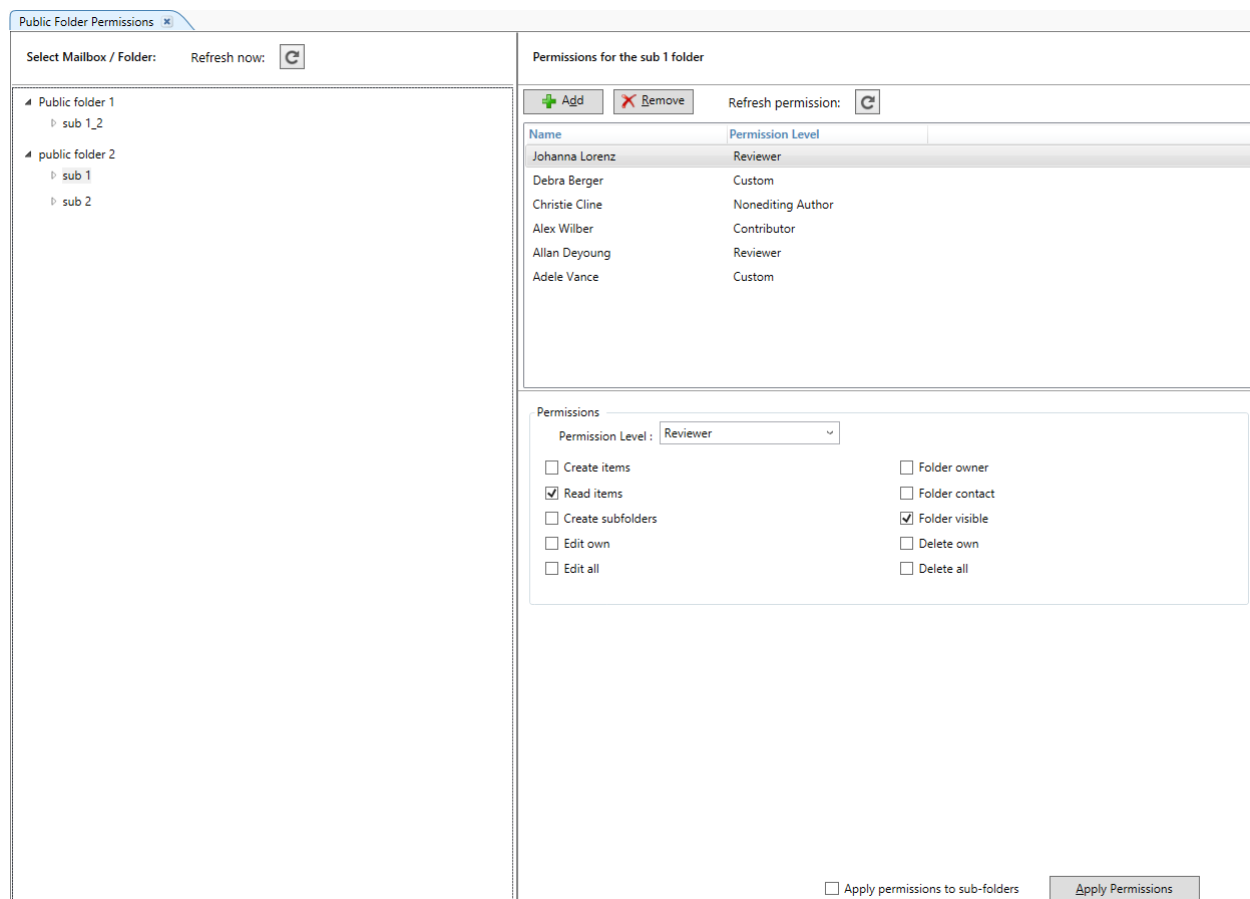 Public Folder Permissions
Select Mailbox / Folder: Refresh now:
Public folder 1
sub 1_2
public folder 2
sub 1
sub 2
Permissions for the sub 1 folder
Add Remove Refresh permission:
Name Permission Level
Johanna Lorenz Reviewer
Debra Berger Custom
Christie Cline Nonediting Author
Alex Wilber Contributor
Allan Deyoung Reviewer
Adele Vance Custom
Permissions
Permission Level : Reviewer
Create items Folder owner
Read items Folder contact
Create subfolders Folder visible
Edit own Delete own
Edit all Delete all
Apply permissions to sub-folders Apply Permissions